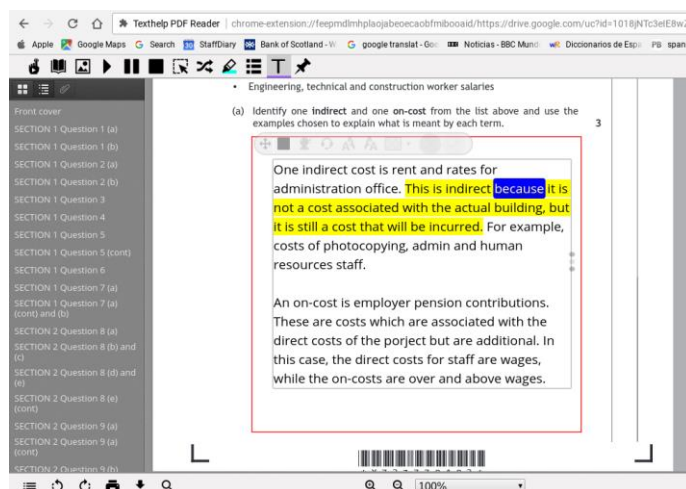 Texthelp PDF Reader | chrome-extension://feepmdlmhplaojabeoecaobfmibooaid/https://drive.google.com/uc?id=1018jNTc3eIE8wZ
Apple Google Maps G Search 30 StaffDiary Bank of Scotland - W G google translat - Goo Noticias - BBC Mund wR Diccionarios de Espa PB span
Front cover
SECTION 1 Question 1 (a)
SECTION 1 Question 1 (b)
SECTION 1 Question 2 (a)
SECTION 1 Question 2 (b)
SECTION 1 Question 3
SECTION 1 Question 4
SECTION 1 Question 5
SECTION 1 Question 5 (cont)
SECTION 1 Question 6
SECTION 1 Question 7 (a)
SECTION 1 Question 7 (a)
(cont) and (b)
SECTION 2 Question 8 (a)
SECTION 2 Question 8 (b) and
(c)
SECTION 2 Question 8 (d) and
(e)
SECTION 2 Question 8 (e)
(cont)
SECTION 2 Question 9 (a)
SECTION 2 Question 9 (a)
(cont)
SECTION 2 Question 9 (b)
• Engineering, technical and construction worker salaries
(a) Identify one indirect and one on-cost from the list above and use the
examples chosen to explain what is meant by each term. 3
One indirect cost is rent and rates for
administration office. This is indirect because it is
not a cost associated with the actual building, but
it is still a cost that will be incurred. For example,
costs of photocopying, admin and human
resources staff.
An on-cost is employer pension contributions.
These are costs which are associated with the
direct costs of the porject but are additional. In
this case, the direct costs for staff are wages,
while the on-costs are over and above wages.
100%